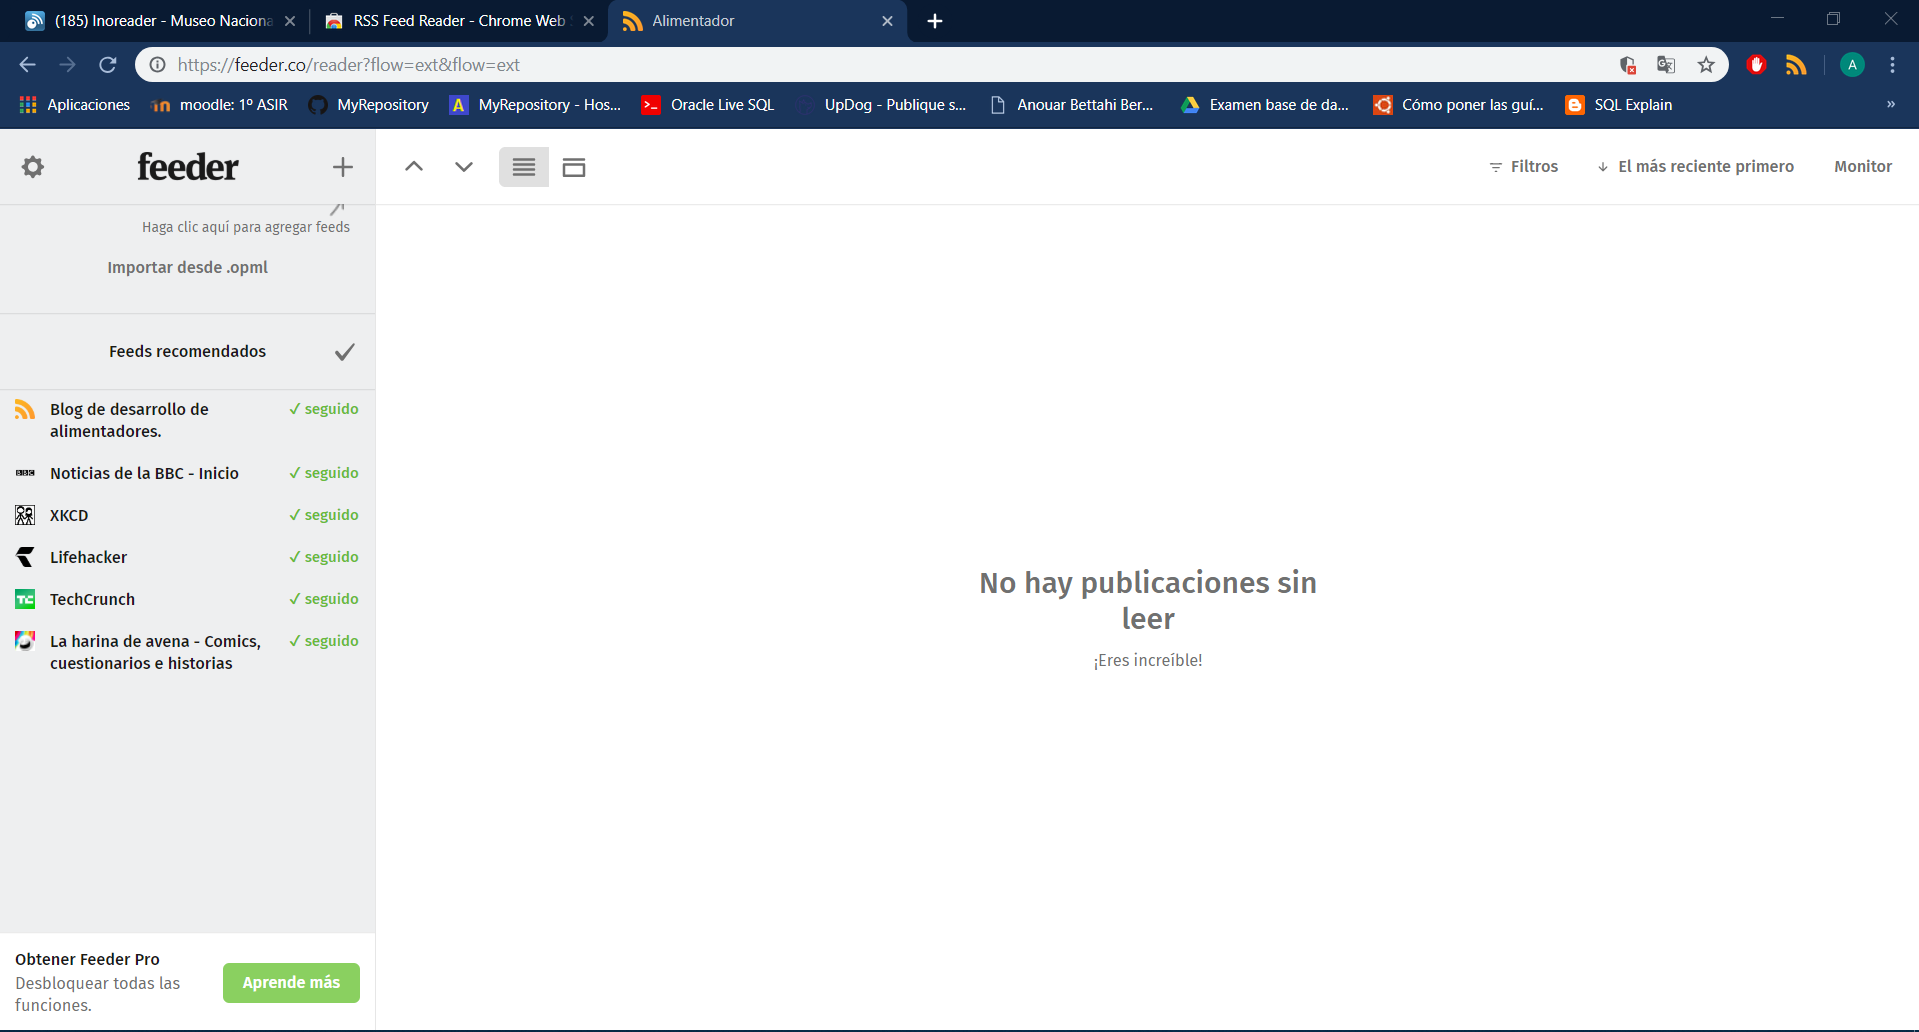 (185) Inoreader - Museo Naciona
RSS Feed Reader - Chrome Web S
Alimentador
https://feeder.co/reader?flow=ext&flow=ext
A
Aplicaciones
moodle: 1º ASIR
MyRepository
A
MyRepository - Hos...
Oracle Live SQL
UpDog - Publique s...
Anouar Bettahi Ber...
Examen base de da...
Cómo poner las guí...
SQL Explain
»
feeder
Filtros
El más reciente primero
Monitor
Haga clic aquí para agregar feeds
Importar desde .opml
Feeds recomendados
Blog de desarrollo de
alimentadores.
✓ seguido
BBC
Noticias de la BBC - Inicio
✓ seguido
XKCD
✓ seguido
Lifehacker
✓ seguido
TC
TechCrunch
✓ seguido
La harina de avena - Comics,
cuestionarios e historias
✓ seguido
No hay publicaciones sin
leer
¡Eres increíble!
Obtener Feeder Pro
Desbloquear todas las
funciones.
Aprende más